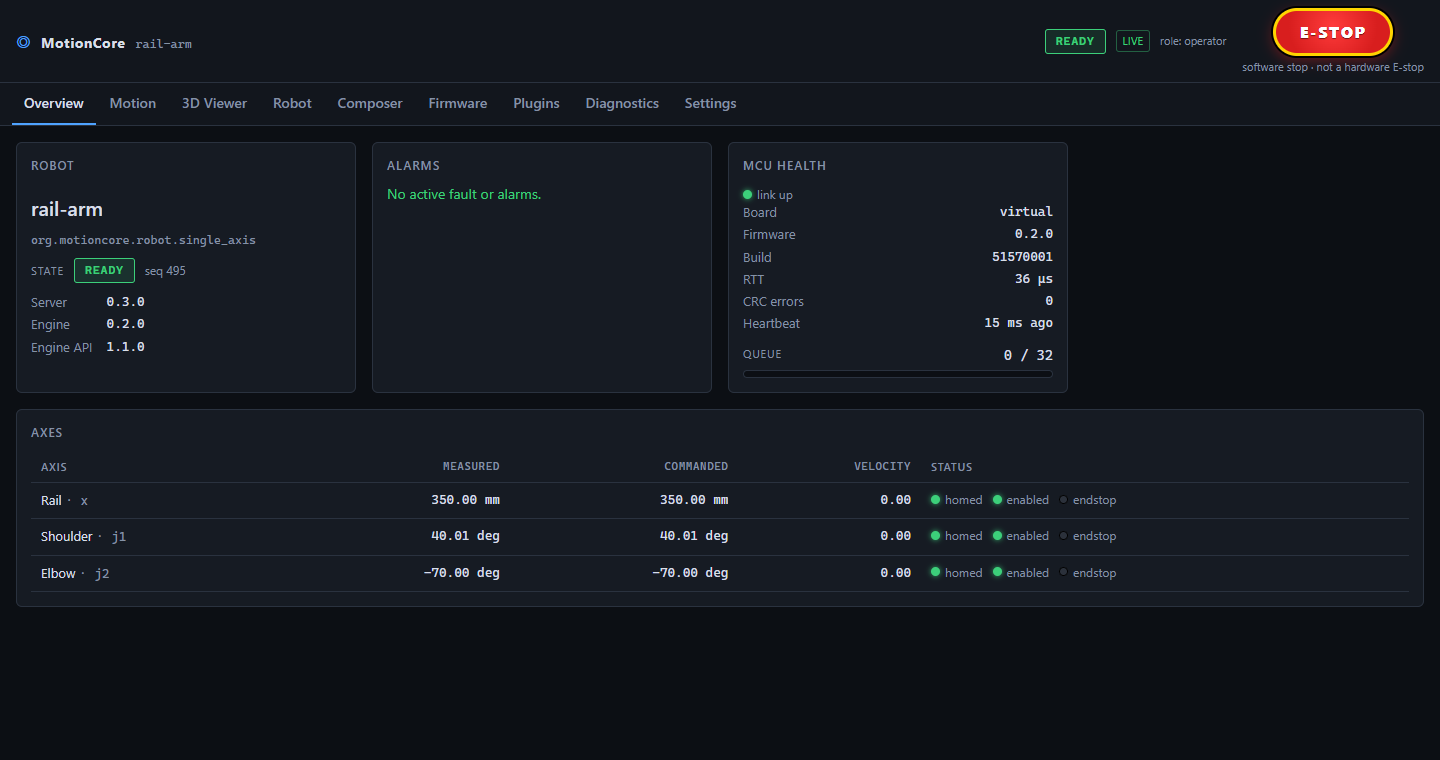 MotionCore rail-arm
READY LIVE role: operator
E-STOP
software stop · not a hardware E-stop
Overview Motion 3D Viewer Robot Composer Firmware Plugins Diagnostics Settings
ROBOT
rail-arm
org.motioncore.robot.single_axis
STATE READY seq 495
Server 0.3.0
Engine 0.2.0
Engine API 1.1.0
ALARMS
No active fault or alarms.
MCU HEALTH
link up
Board virtual
Firmware 0.2.0
Build 51570001
RTT 36 µs
CRC errors 0
Heartbeat 15 ms ago
QUEUE 0 / 32
AXES
AXIS MEASURED COMMANDED VELOCITY STATUS
Rail · x 350.00 mm 350.00 mm 0.00 homed enabled endstop
Shoulder · j1 40.01 deg 40.01 deg 0.00 homed enabled endstop
Elbow · j2 −70.00 deg −70.00 deg 0.00 homed enabled endstop